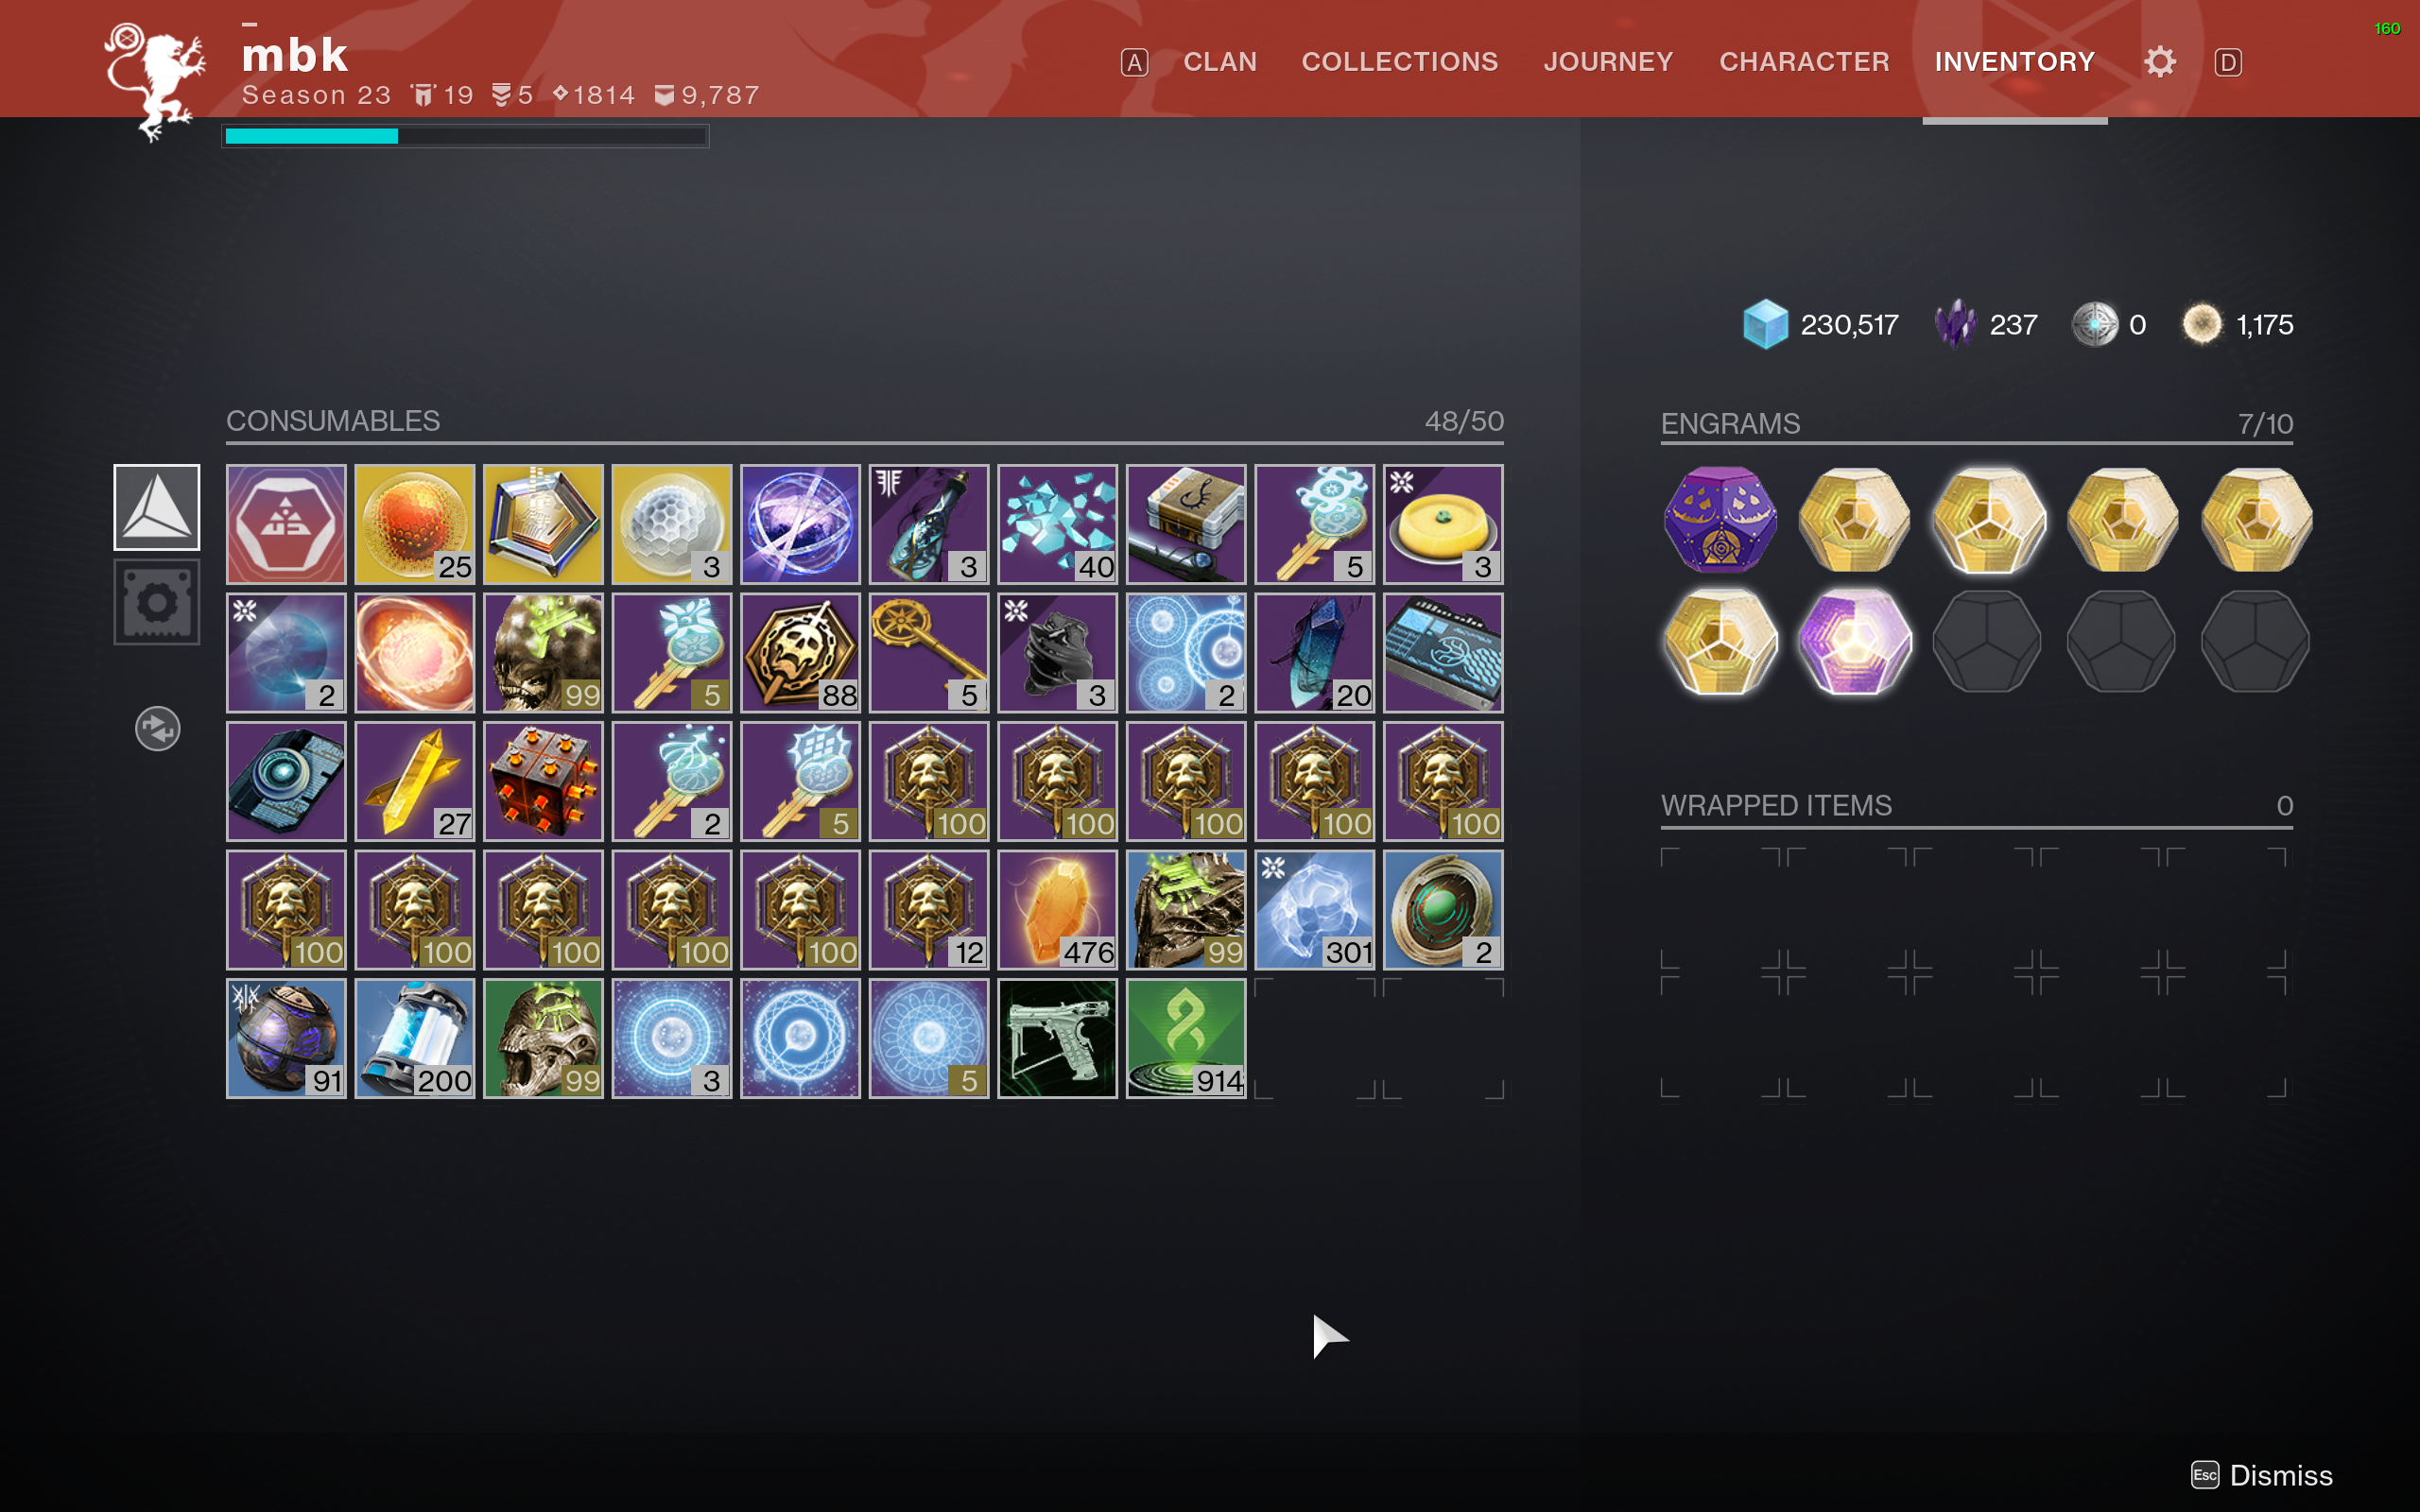 160
mbk
A CLAN COLLECTIONS JOURNEY CHARACTER INVENTORY D
Season 23 19 5 1814 9,787
230,517 237 0 1,175
CONSUMABLES 48/50
ENGRAMS 7/10
25 3 3 40 5 3
2 99 5 88 5 3 2 20
27 2 5 100 100 100 100 100
WRAPPED ITEMS 0
100 100 100 100 100 12 476 99 301 2
91 200 99 3 5 914
Esc Dismiss